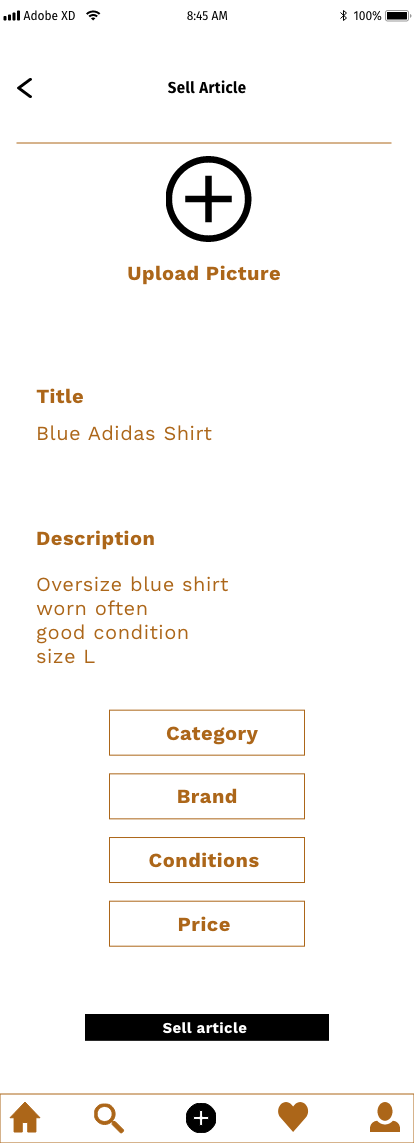 Adobe XD 8:45 AM 100%
Sell Article
Upload Picture
Title
Blue Adidas Shirt
Description
Oversize blue shirt
worn often
good condition
size L
Category
Brand
Conditions
Price
Sell article